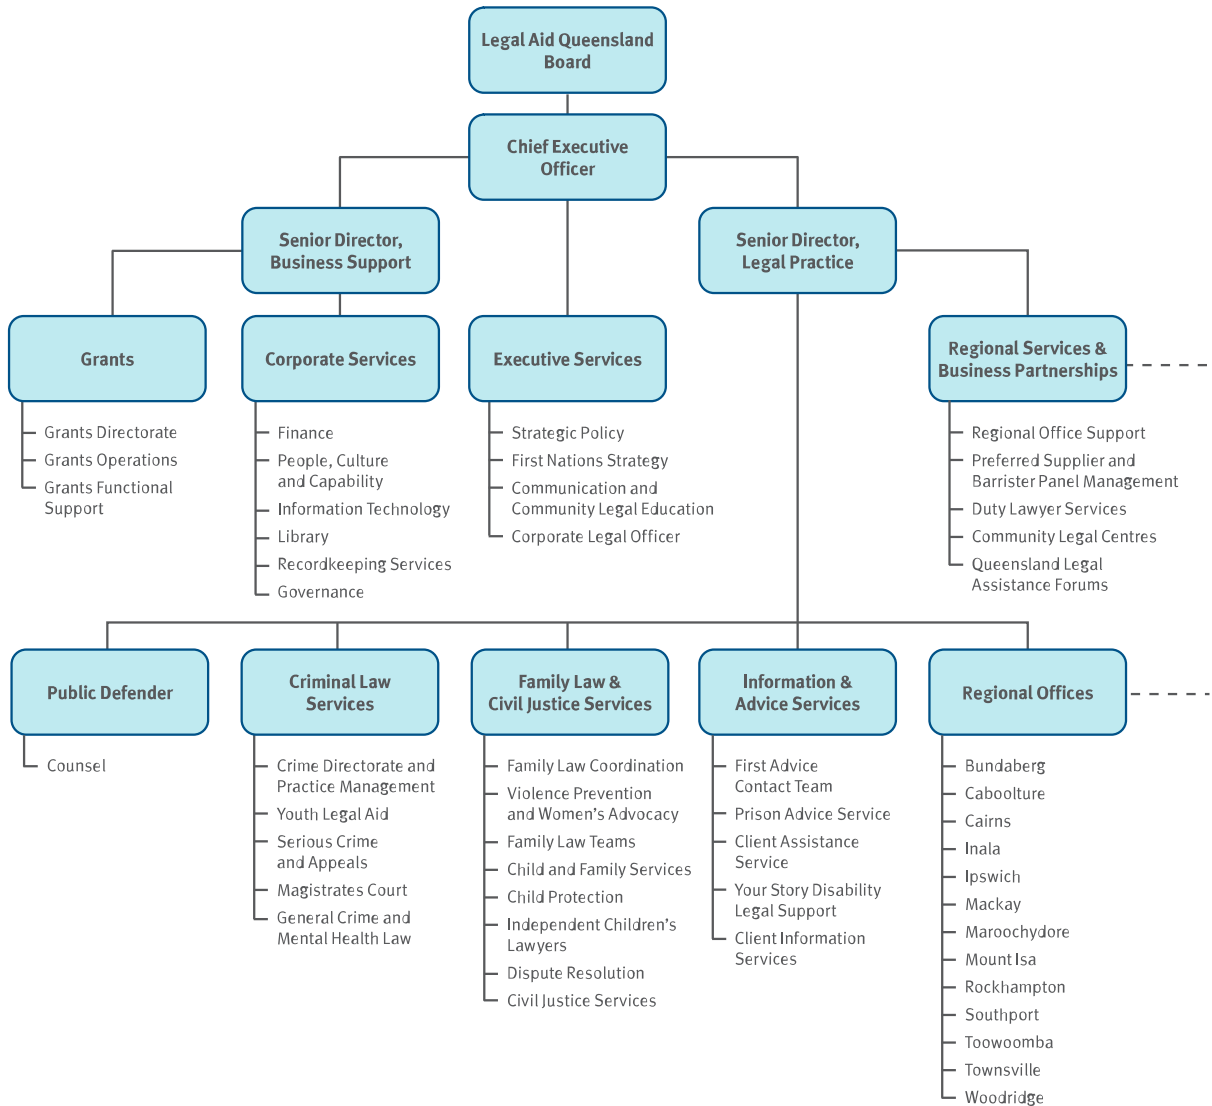 Legal Aid Queensland
Board
Chief Executive
Officer
Senior Director,
Business Support
Senior Director,
Legal Practice
Grants
Corporate Services
Executive Services
Regional Services &
Business Partnerships
Grants Directorate
Grants Operations
Grants Functional
Support
Finance
People, Culture
and Capability
Information Technology
Library
Recordkeeping Services
Governance
Strategic Policy
First Nations Strategy
Communication and
Community Legal Education
Corporate Legal Officer
Regional Office Support
Preferred Supplier and
Barrister Panel Management
Duty Lawyer Services
Community Legal Centres
Queensland Legal
Assistance Forums
Public Defender
Criminal Law
Services
Family Law &
Civil Justice Services
Information &
Advice Services
Regional Offices
Counsel
Crime Directorate and
Practice Management
Youth Legal Aid
Serious Crime
and Appeals
Magistrates Court
General Crime and
Mental Health Law
Family Law Coordination
Violence Prevention
and Women's Advocacy
Family Law Teams
Child and Family Services
Child Protection
Independent Children's
Lawyers
Dispute Resolution
Civil Justice Services
First Advice
Contact Team
Prison Advice Service
Client Assistance
Service
Your Story Disability
Legal Support
Client Information
Services
Bundaberg
Caboolture
Cairns
Inala
Ipswich
Mackay
Maroochydore
Mount Isa
Rockhampton
Southport
Toowoomba
Townsville
Woodridge